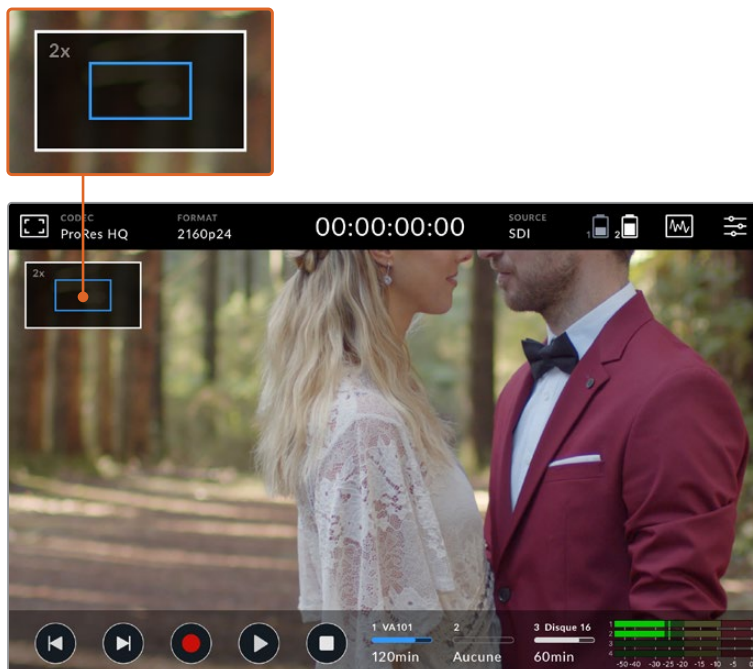 2x
CODEC FORMAT SOURCE
ProRes HQ 2160p24 00:00:00:00 SDI 1 2
2x
1 VA101 2 3 Disque 16
120min Aucune 60min
1
2
3
4
-50 -40 -30 -25 -20 -15 -10 -5